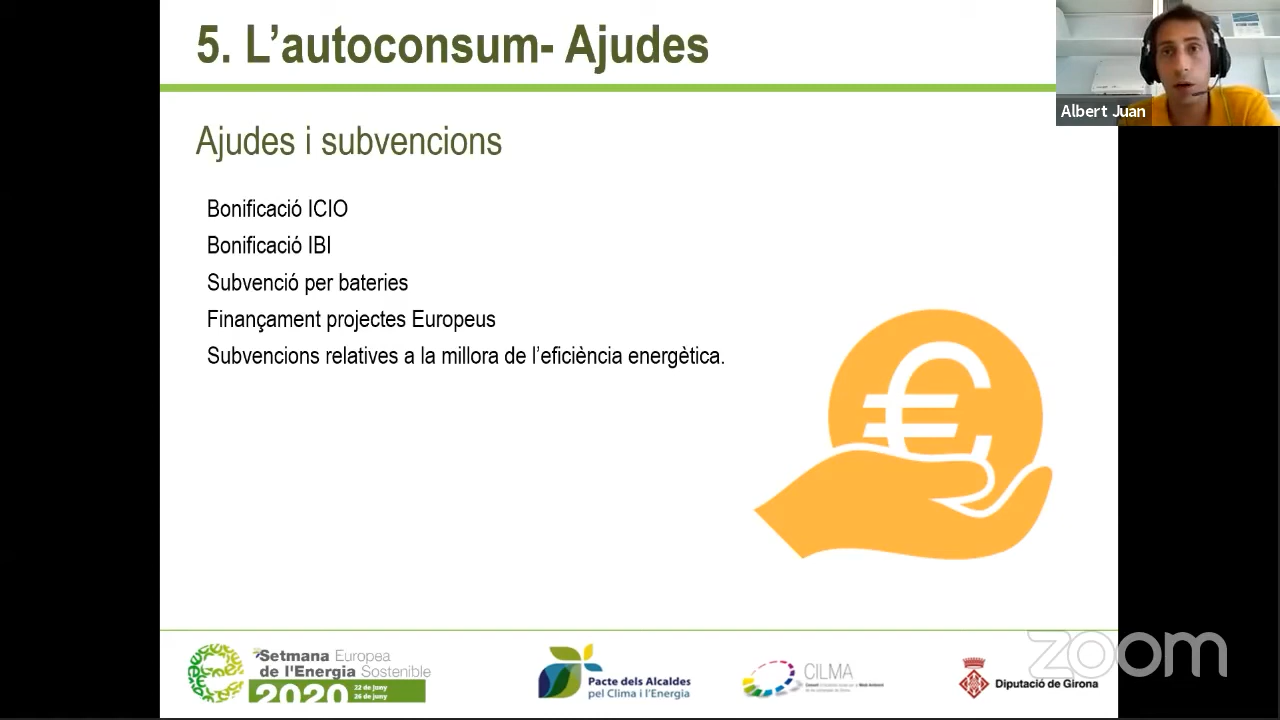 5. L’autoconsum- Ajudes
Albert Juan
Ajudes i subvencions
Bonificació ICIO
Bonificació IBI
Subvenció per bateries
Finançament projectes Europeus
Subvencions relatives a la millora de l’eficiència energètica.
Setmana Europea
de l'Energia Sostenible
2020 22 de juny
26 de juny
Pacte dels Alcaldes
pel Clima i l'Energia
CILMA
Diputació de Girona
zoom